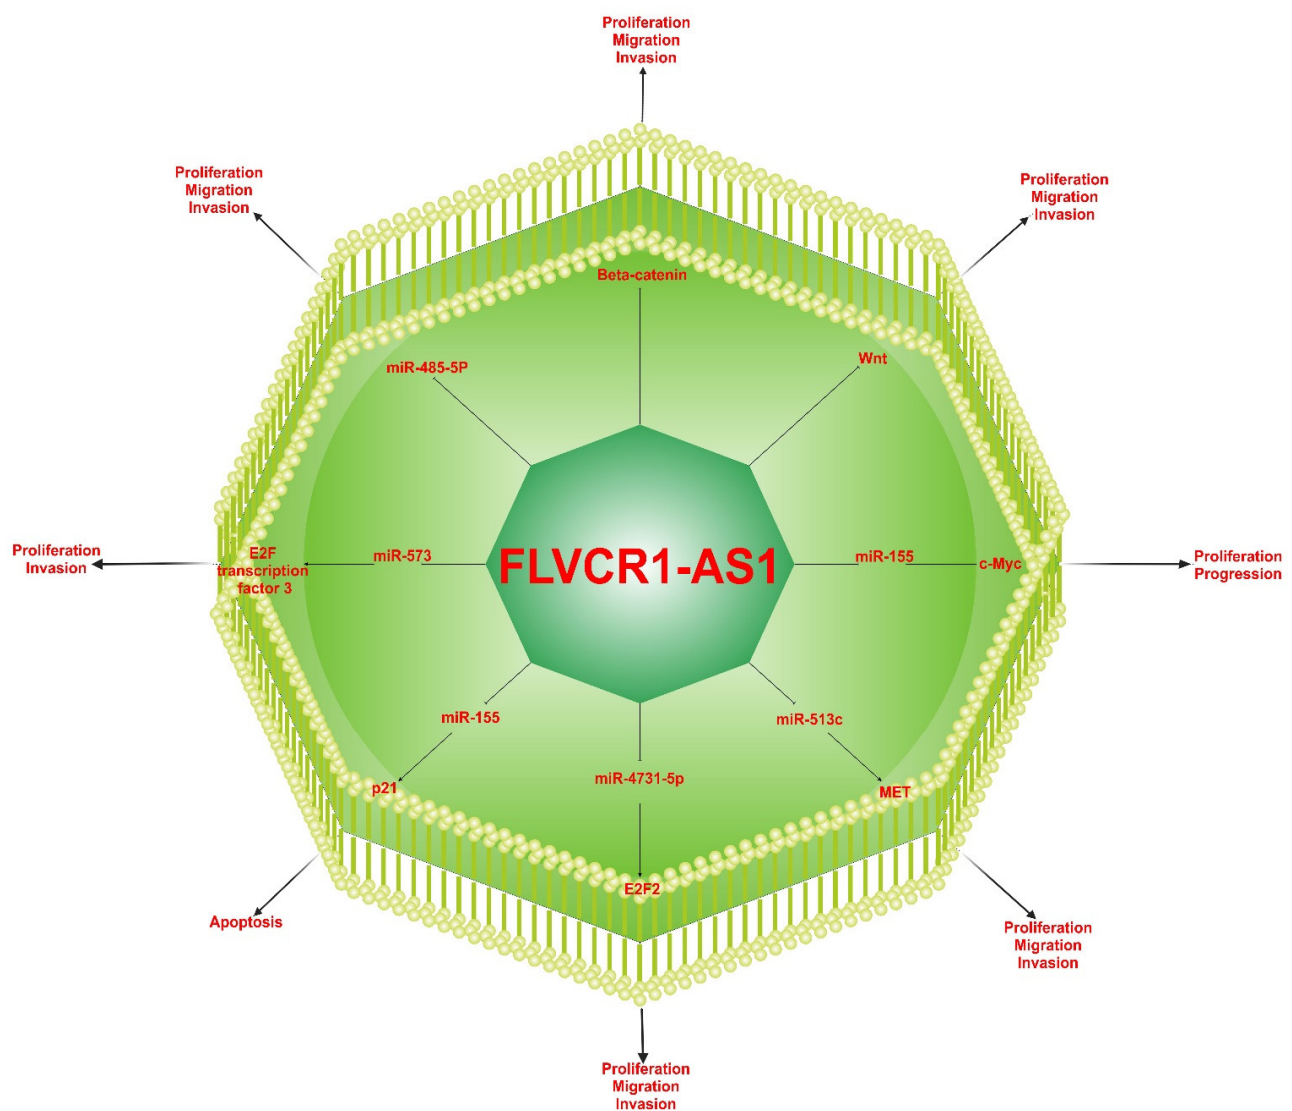 Proliferation
Migration
Invasion
Proliferation
Migration
Invasion
Proliferation
Migration
Invasion
Beta-catenin
miR-485-5P
Wnt
Proliferation
Invasion
E2F
transcription
factor 3
miR-573
FLVCR1-AS1
miR-155
c-Myc
Proliferation
Progression
miR-155
miR-513c
miR-4731-5p
p21
MET
E2F2
Apoptosis
Proliferation
Migration
Invasion
Proliferation
Migration
Invasion